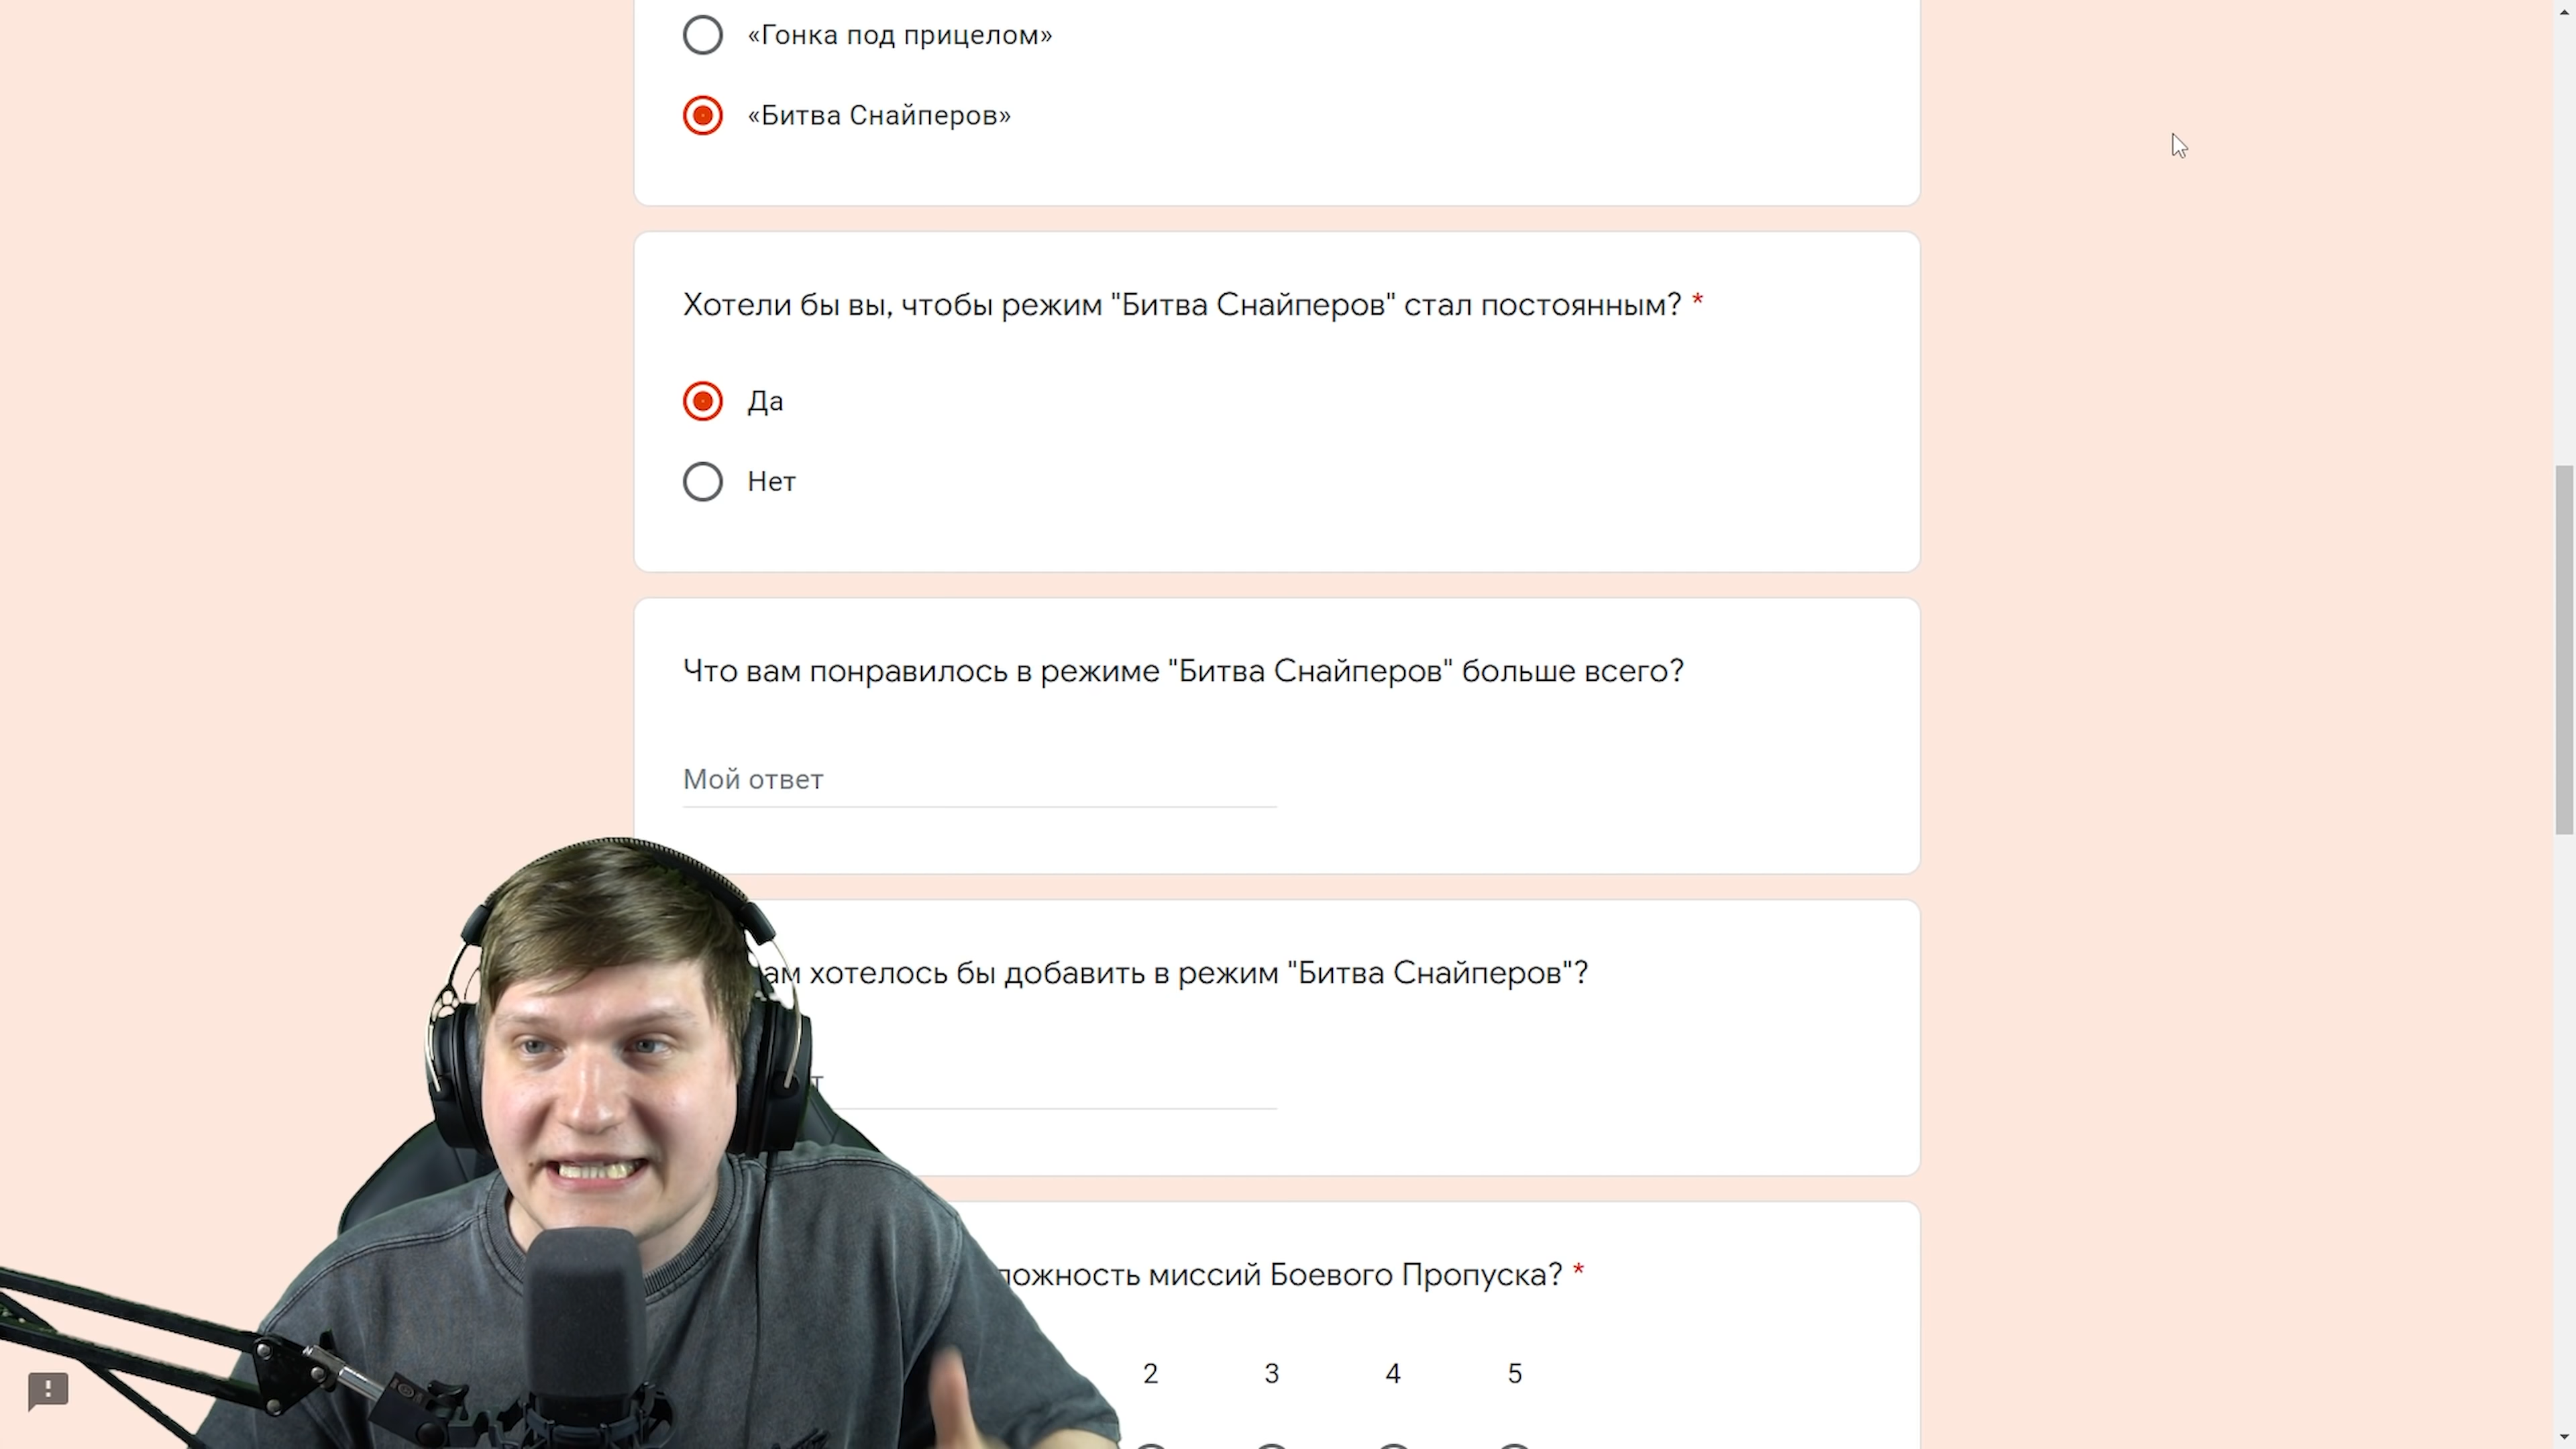 «Гонка под прицелом»
«Битва Снайперов»
Хотели бы вы, чтобы режим "Битва Снайперов" стал постоянным? *
Да
Нет
Что вам понравилось в режиме "Битва Снайперов" больше всего?
Мой ответ
хотелось бы добавить в режим "Битва Снайперов"?
миссий Боевого Пропуска? *
2 3 4 5